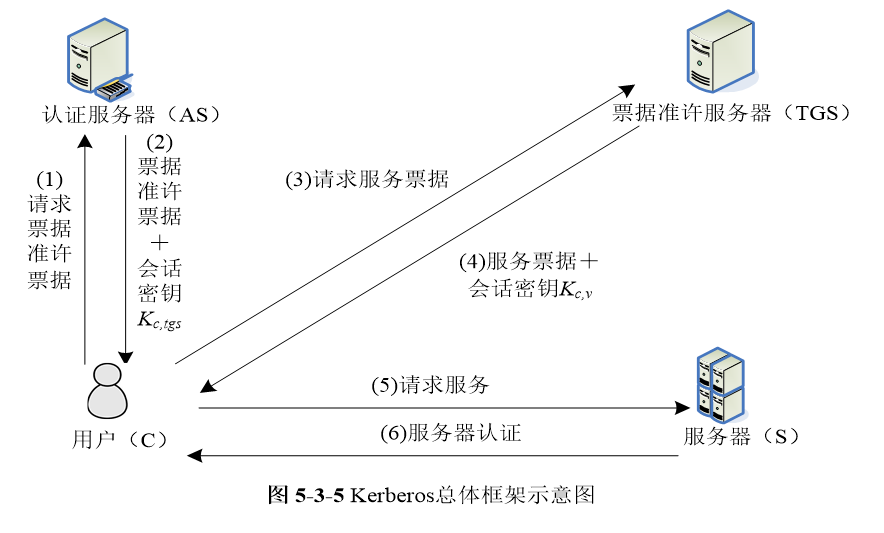 认证服务器（AS）
票据准许服务器（TGS）
(1)
请求
票据
准许
票据
(2)
票据
准许
票据
＋
会话
密钥
Kc,tgs
(3)请求服务票据
(4)服务票据＋
会话密钥Kc,v
(5)请求服务
(6)服务器认证
用户（C）
服务器（S）
图 5-3-5 Kerberos总体框架示意图